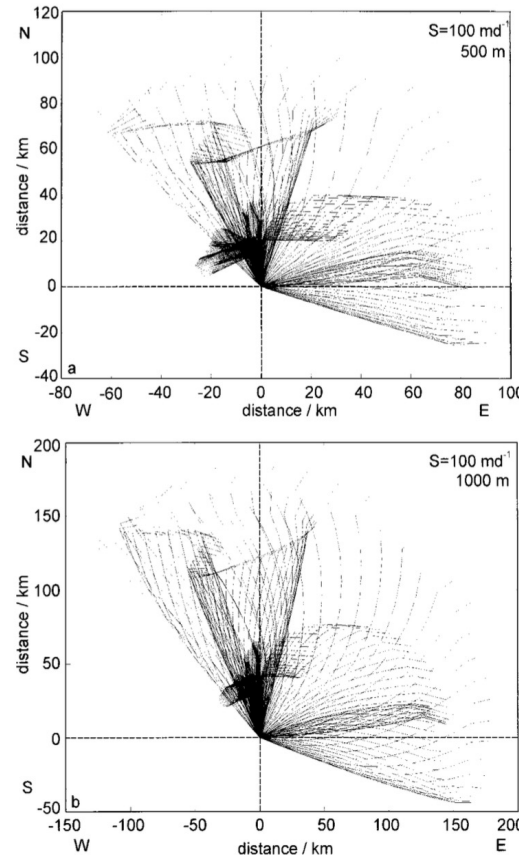 120
N
S=100 md⁻¹
100
500 m
80
60
distance / km
40
20
0
-20
S
-40
a
-80 -60 -40 -20 0 20 40 60 80 100
W distance / km E
200
N
S=100 md⁻¹
1000 m
150
100
distance / km
50
0
S
-50
b
-150 -100 -50 0 50 100 150 200
W distance / km E